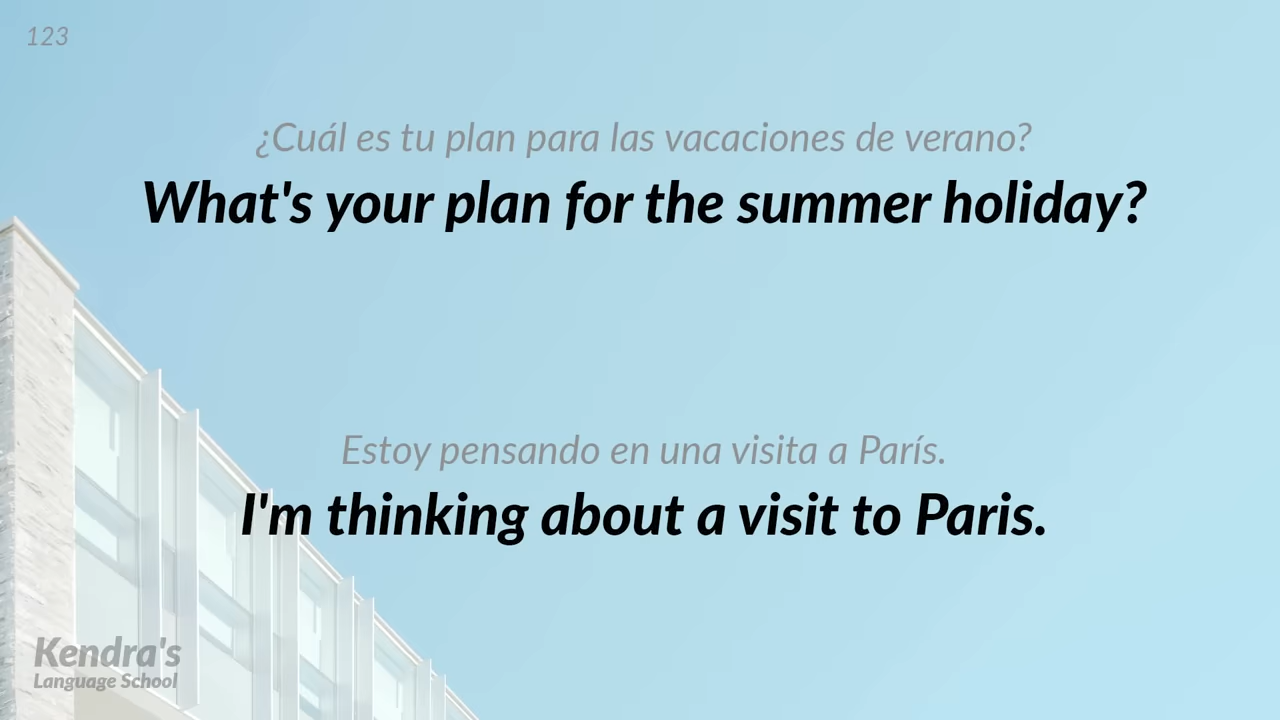 123
¿Cuál es tu plan para las vacaciones de verano?
What's your plan for the summer holiday?
Estoy pensando en una visita a París.
I'm thinking about a visit to Paris.
Kendra's
Language School